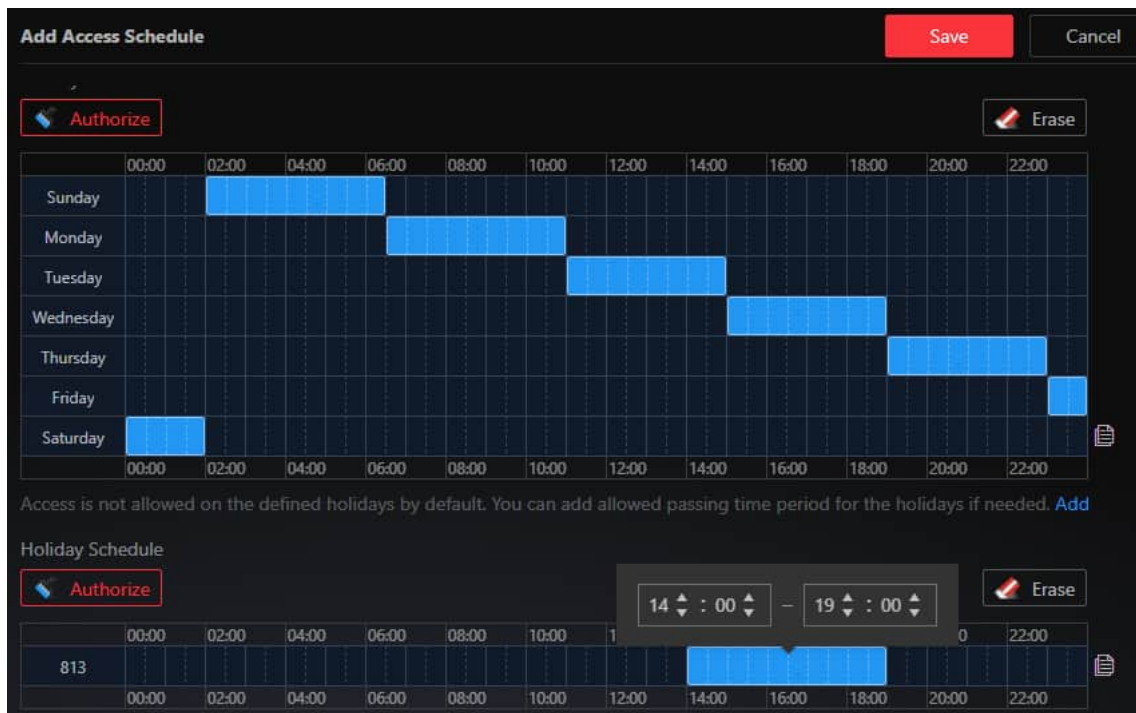 Add Access Schedule Save Cancel
Authorize Erase
00:00 02:00 04:00 06:00 08:00 10:00 12:00 14:00 16:00 18:00 20:00 22:00
Sunday
Monday
Tuesday
Wednesday
Thursday
Friday
Saturday
00:00 02:00 04:00 06:00 08:00 10:00 12:00 14:00 16:00 18:00 20:00 22:00
Access is not allowed on the defined holidays by default. You can add allowed passing time period for the holidays if needed. Add
Holiday Schedule
Authorize Erase
14 : 00 – 19 : 00
00:00 02:00 04:00 06:00 08:00 10:00 22:00
813
00:00 02:00 04:00 06:00 08:00 10:00 12:00 14:00 16:00 18:00 20:00 22:00